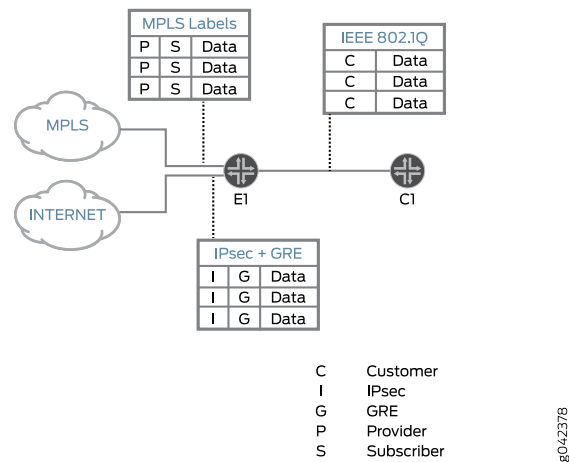 MPLS Labels
P S Data
P S Data
P S Data
IEEE 802.1Q
C Data
C Data
C Data
MPLS
INTERNET
E1
C1
IPsec + GRE
I G Data
I G Data
I G Data
C Customer
I IPsec
G GRE
P Provider
S Subscriber
g042378